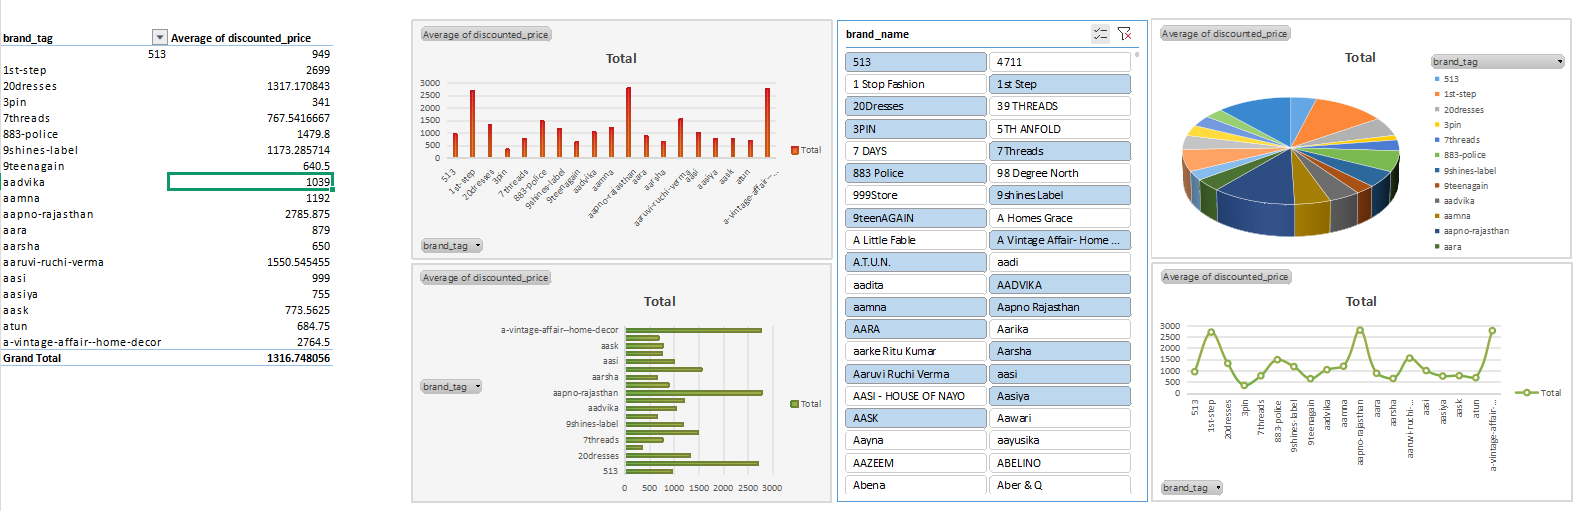 brand_tag Average of discounted_price
513 949
1st-step 2699
20dresses 1317.170843
3pin 341
7threads 767.5416667
883-police 1479.8
9shines-label 1173.285714
9teenagain 640.5
aadvika 1039
aamna 1192
aapno-rajasthan 2785.875
aara 879
aarsha 650
aaruvi-ruchi-verma 1550.545455
aasi 999
aasiya 755
aask 773.5625
atun 684.75
a-vintage-affair--home-decor 2764.5
Grand Total 1316.748056
Average of discounted_price
Total
3000
2500
2000
1500
1000
500
0
513
1st-step
20dresses
3pin
7threads
883-police
9shines-label
9teenagain
aadvika
aamna
aapno-rajasthan
aara
aarsha
aaruvi-ruchi-verma
aasi
aasiya
aask
atun
a-vintage-affair-...
Total
brand_tag
Average of discounted_price
Total
a-vintage-affair--home-decor
aask
aasi
aarsha
aapno-rajasthan
aadvika
9shines-label
7threads
20dresses
513
0 500 1000 1500 2000 2500 3000
brand_tag
Total
brand_name
513 4711
1 Stop Fashion 1st Step
20Dresses 39 THREADS
3PIN 5TH ANFOLD
7 DAYS 7Threads
883 Police 98 Degree North
999Store 9shines Label
9teenAGAIN A Homes Grace
A Little Fable A Vintage Affair- Home ...
A.T.U.N. aadi
aadita AADVIKA
aamna Aapno Rajasthan
AARA Aarika
aarke Ritu Kumar Aarsha
Aaruvi Ruchi Verma aasi
AASI - HOUSE OF NAYO Aasiya
AASK Aawari
Aayna aayusika
AAZEEM ABELINO
Abena Aber & Q
Average of discounted_price
Total
brand_tag
513
1st-step
20dresses
3pin
7threads
883-police
9shines-label
9teenagain
aadvika
aamna
aapno-rajasthan
aara
Average of discounted_price
Total
3000
2500
2000
1500
1000
500
0
513
1st-step
20dresses
3pin
7threads
883-police
9shines-label
9teenagain
aadvika
aamna
aapno-rajasthan
aara
aarsha
aaruvi-ruchi-...
aasi
aasiya
aask
atun
a-vintage-affair-...
Total
brand_tag